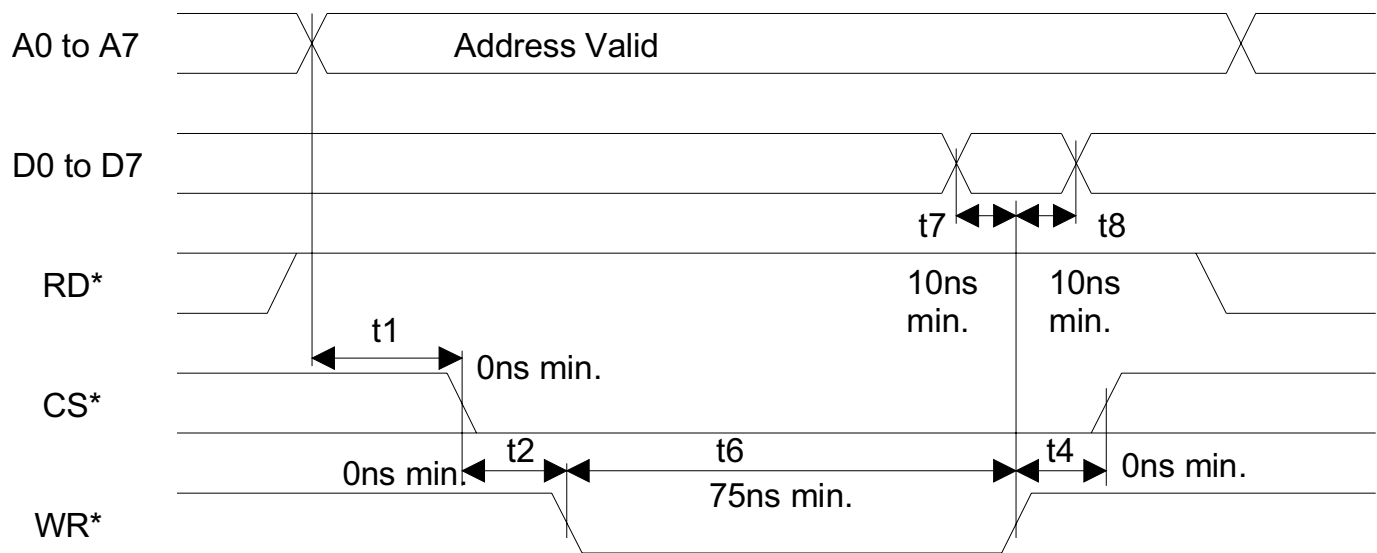 A0 to A7
Address Valid
D0 to D7
t7
t8
RD*
10ns
min.
10ns
min.
t1
0ns min.
CS*
t2
t6
t4
0ns min.
75ns min.
0ns min.
WR*